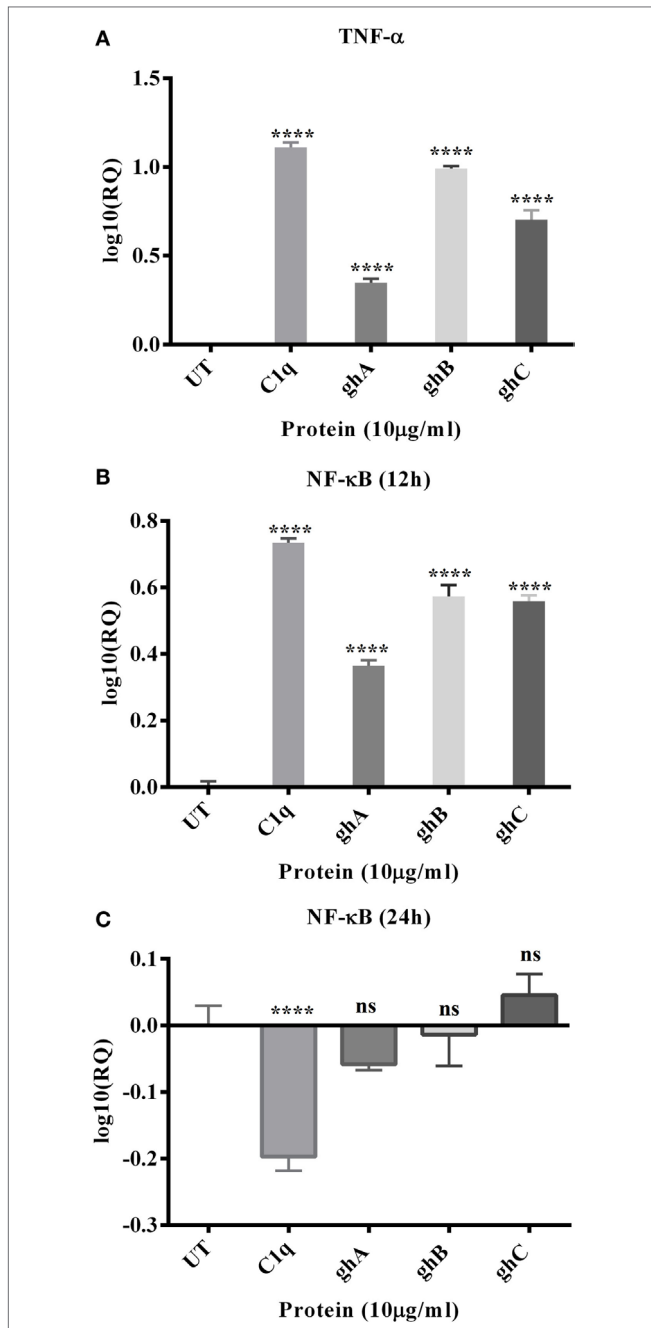 A
TNF-α
log10(RQ)
1.5
1.0
0.5
0.0
****
****
****
****
UT
C1q
ghA
ghB
ghC
Protein (10μg/ml)
B
NF-κB (12h)
log10(RQ)
0.8
0.6
0.4
0.2
0.0
****
****
****
****
UT
C1q
ghA
ghB
ghC
Protein (10μg/ml)
C
NF-κB (24h)
log10(RQ)
0.1
0.0
-0.1
-0.2
-0.3
****
ns
ns
ns
UT
C1q
ghA
ghB
ghC
Protein (10μg/ml)